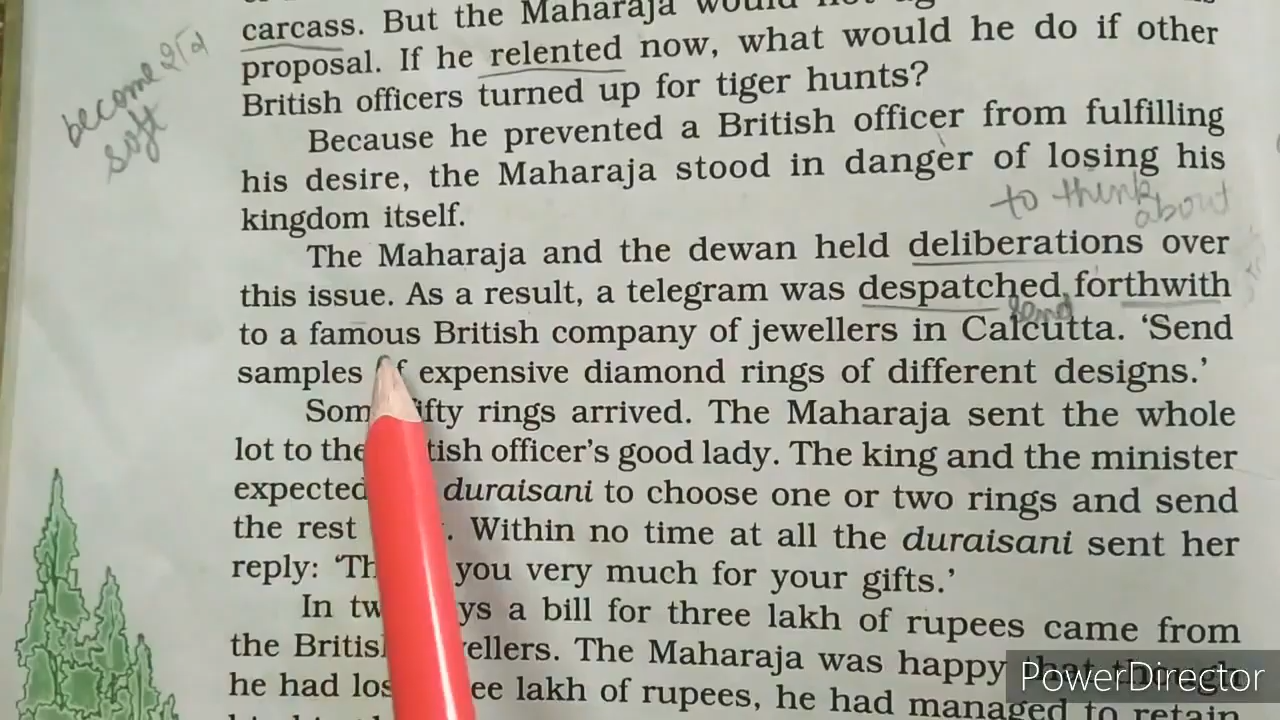 carcass. But the Maharaja would not
proposal. If he relented now, what would he do if other
British officers turned up for tiger hunts?
become
soft
Because he prevented a British officer from fulfilling
his desire, the Maharaja stood in danger of losing his
kingdom itself.
to think
about
The Maharaja and the dewan held deliberations over
this issue. As a result, a telegram was despatched forthwith
send
to a famous British company of jewellers in Calcutta. ‘Send
samples of expensive diamond rings of different designs.’
fifty rings arrived. The Maharaja sent the whole
lot to the officer’s good lady. The king and the minister
expected duraisani to choose one or two rings and send
the rest . Within no time at all the duraisani sent her
reply: you very much for your gifts.’
In a bill for three lakh of rupees came from
the British jewellers. The Maharaja was happy that though
he had lakh of rupees, he had managed to retain
PowerDirector